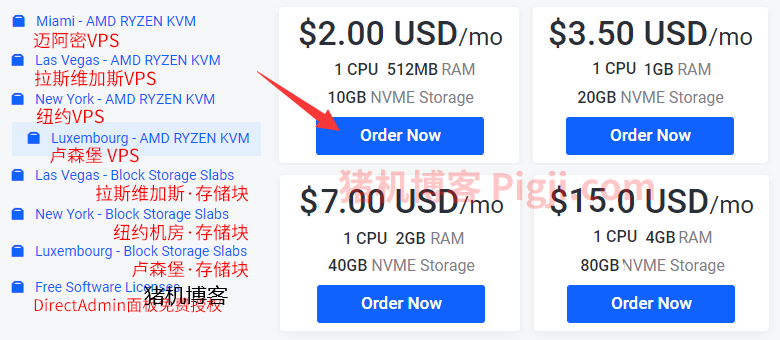 Miami - AMD RYZEN KVM
迈阿密VPS
Las Vegas - AMD RYZEN KVM
拉斯维加斯VPS
New York - AMD RYZEN KVM
纽约VPS
Luxembourg - AMD RYZEN KVM
卢森堡 VPS
Las Vegas - Block Storage Slabs
拉斯维加斯·存储块
New York - Block Storage Slabs
纽约机房·存储块
Luxembourg - Block Storage Slabs
卢森堡·存储块
Free Software Licenses
猪机博客
DirectAdmin面板免费授权
$2.00 USD/mo
1 CPU 512MB RAM
10GB NVME Storage
Order Now
$3.50 USD/mo
1 CPU 1GB RAM
20GB NVME Storage
Order Now
猪机博客 Pigji.com
$7.00 USD/mo
1 CPU 2GB RAM
40GB NVME Storage
Order Now
$15.0 USD/mo
1 CPU 4GB RAM
80GB NVME Storage
Order Now